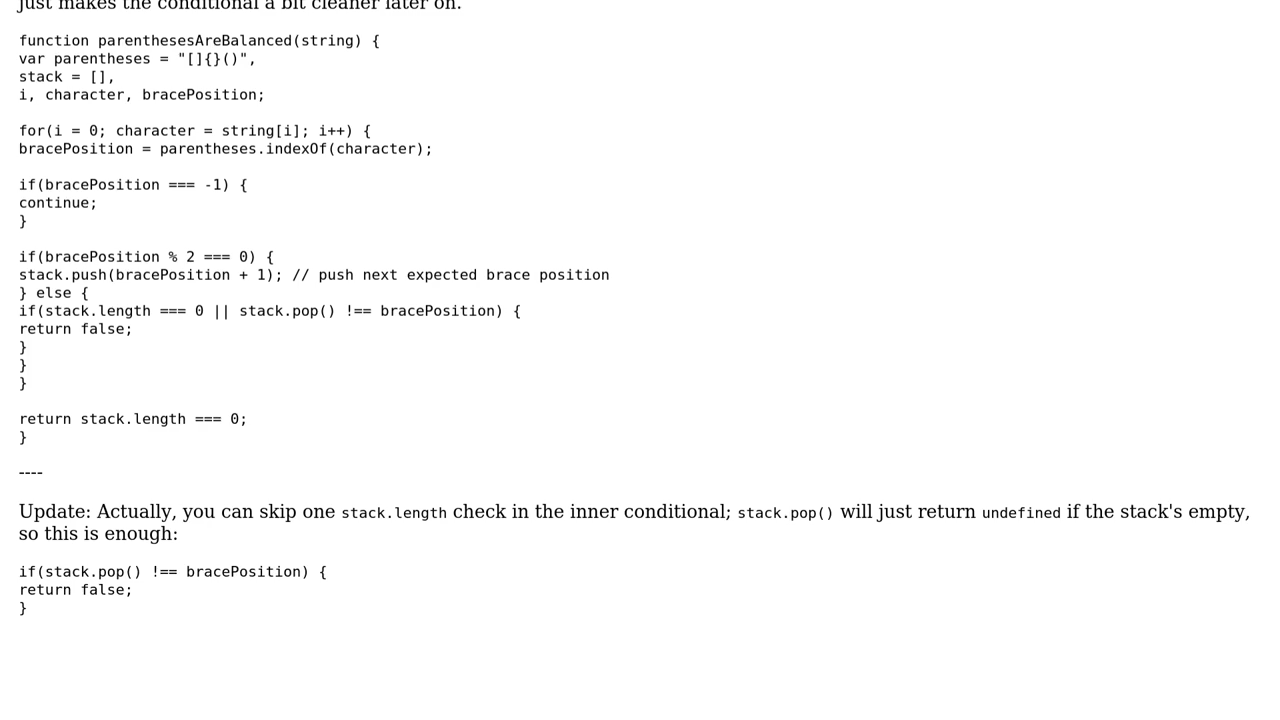 just makes the conditional a bit cleaner later on.
function parenthesesAreBalanced(string) {
var parentheses = "[]{}()",
stack = [],
i, character, bracePosition;
for(i = 0; character = string[i]; i++) {
bracePosition = parentheses.indexOf(character);
if(bracePosition === -1) {
continue;
}
if(bracePosition % 2 === 0) {
stack.push(bracePosition + 1); // push next expected brace position
} else {
if(stack.length === 0 || stack.pop() !== bracePosition) {
return false;
}
}
}
return stack.length === 0;
}
----
Update: Actually, you can skip one stack.length check in the inner conditional; stack.pop() will just return undefined if the stack's empty,
so this is enough:
if(stack.pop() !== bracePosition) {
return false;
}